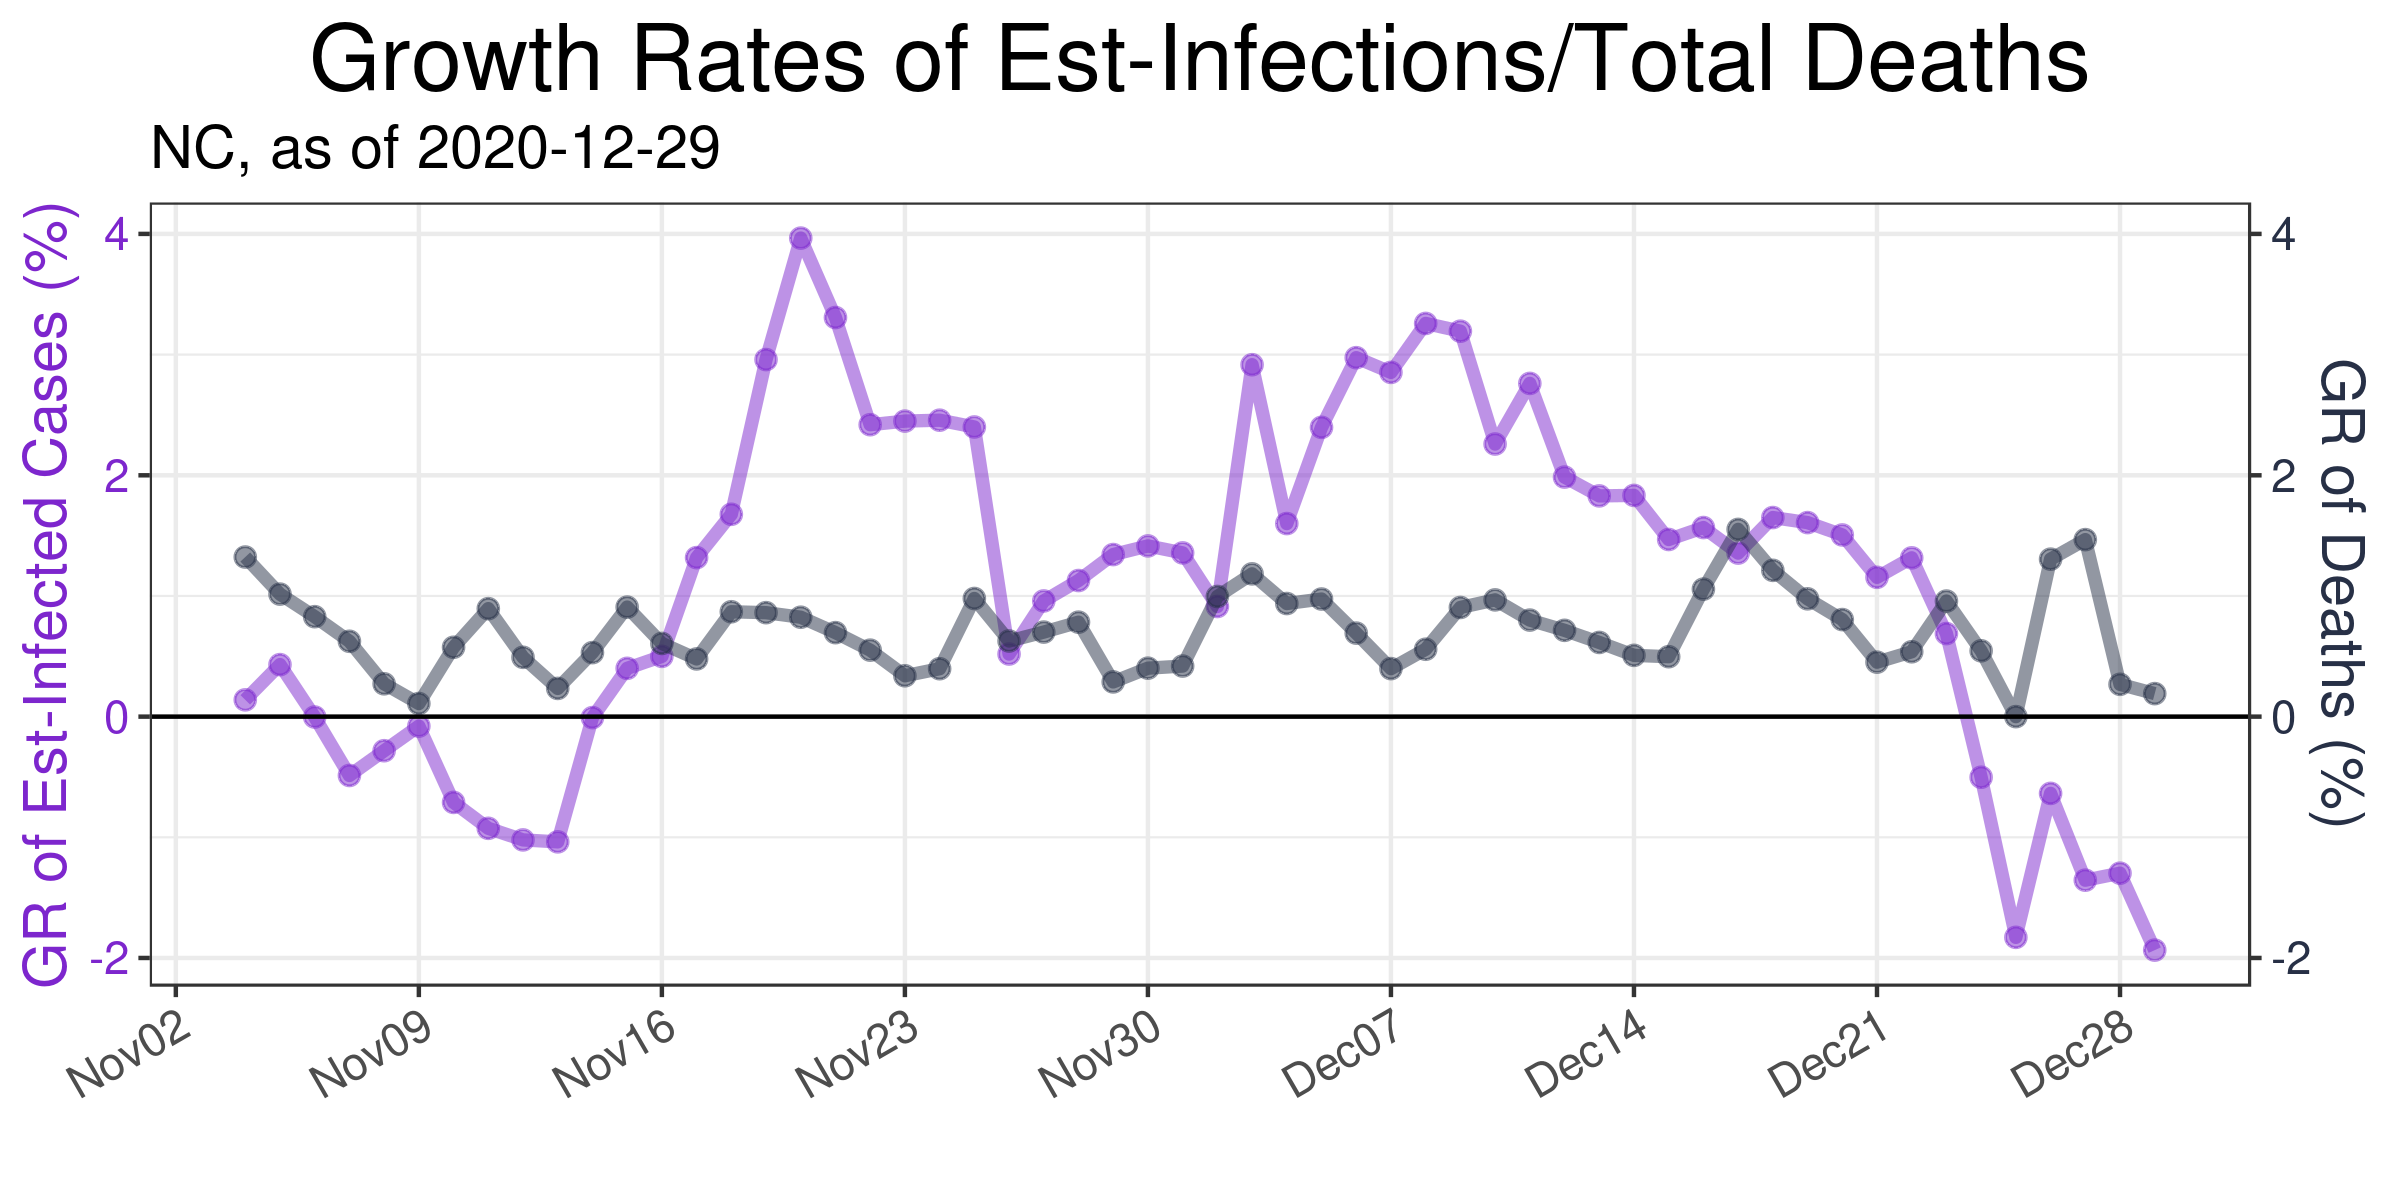 Growth Rates of Est-Infections/Total Deaths
NC, as of 2020-12-29
GR of Est-Infected Cases (%)
4
2
0
-2
4
2
0
-2
GR of Deaths (%)
Nov02
Nov09
Nov16
Nov23
Nov30
Dec07
Dec14
Dec21
Dec28